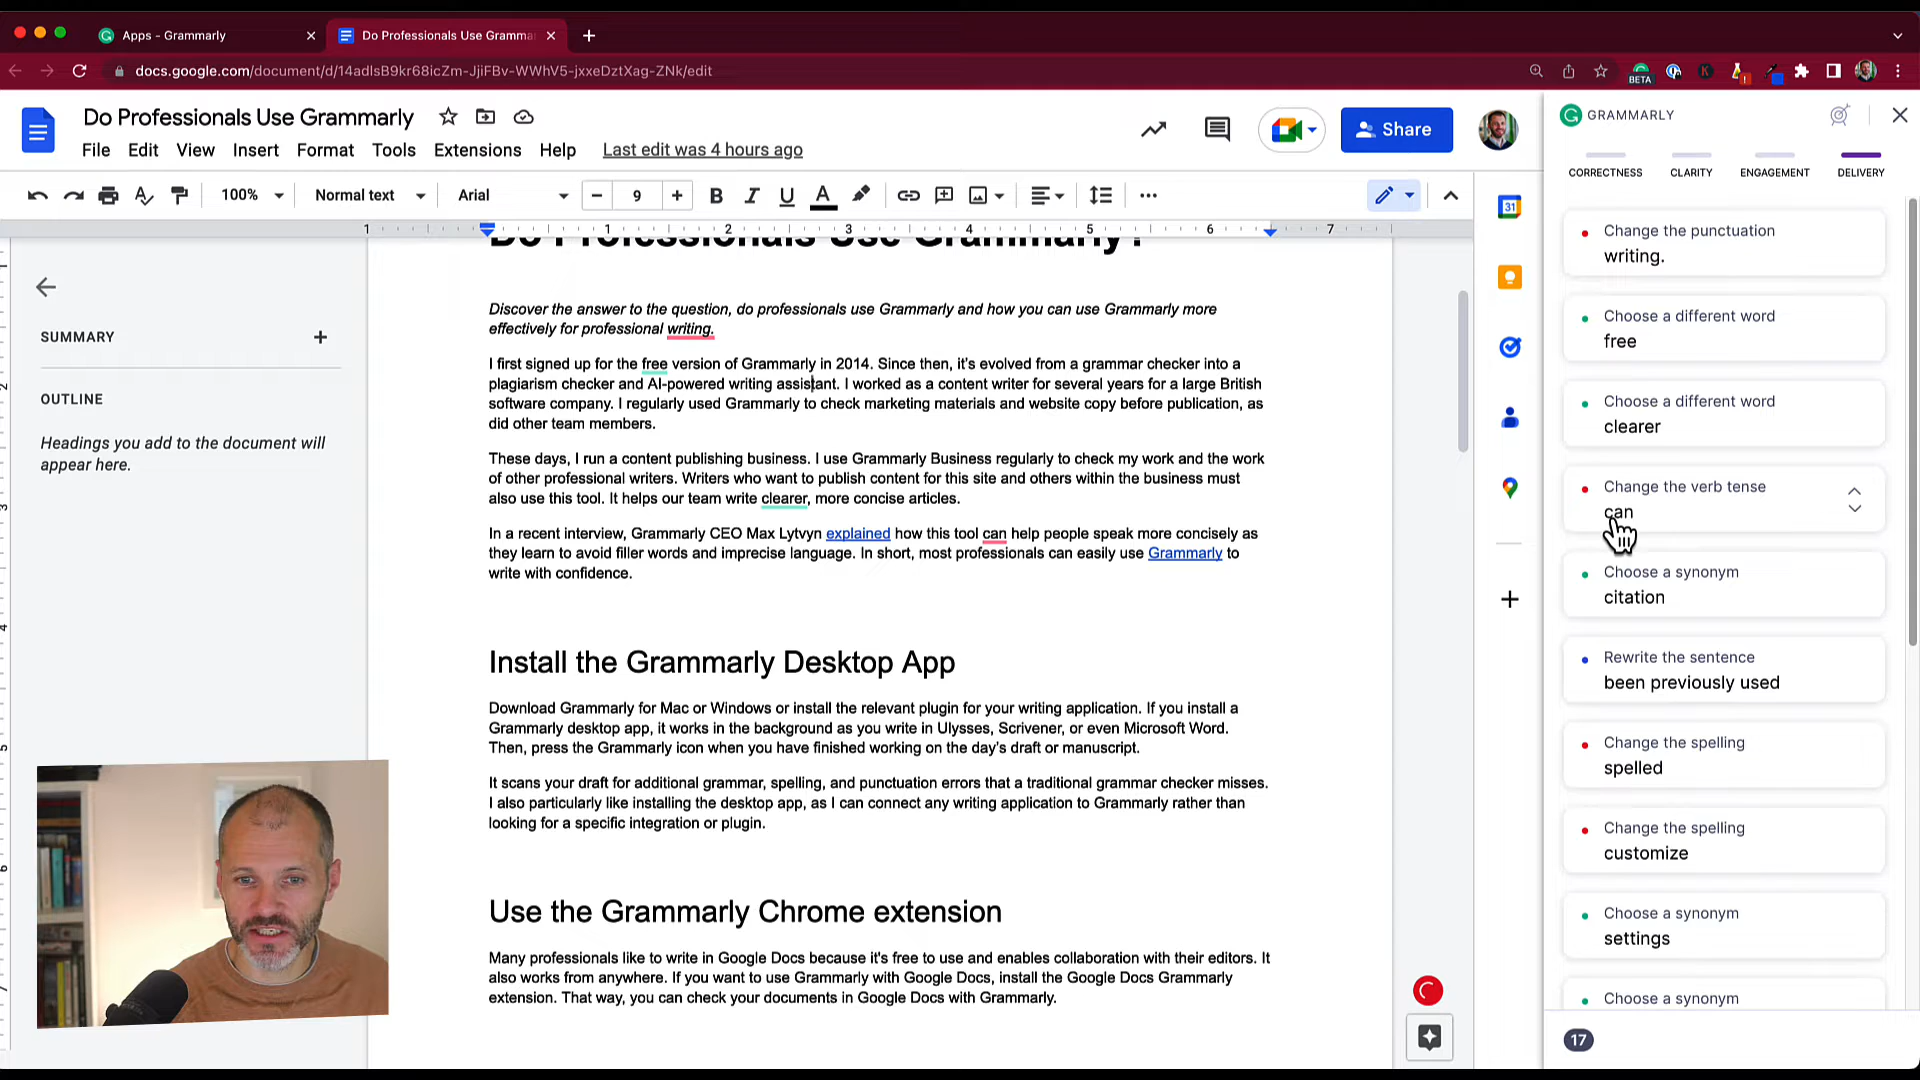 Apps - Grammarly
Do Professionals Use Gramma
docs.google.com/document/d/14adlsB9kr68icZm-JjiFBv-WWhV5-jxxeDztXag-ZNk/edit
BETA
Do Professionals Use Grammarly
File Edit View Insert Format Tools Extensions Help Last edit was 4 hours ago
Share
100% Normal text Arial 9
1 1 2 3 4 5 6 7
SUMMARY
OUTLINE
Headings you add to the document will
appear here.
Do Professionals Use Grammarly?
Discover the answer to the question, do professionals use Grammarly and how you can use Grammarly more
effectively for professional writing.
I first signed up for the free version of Grammarly in 2014. Since then, it's evolved from a grammar checker into a
plagiarism checker and AI-powered writing assistant. I worked as a content writer for several years for a large British
software company. I regularly used Grammarly to check marketing materials and website copy before publication, as
did other team members.
These days, I run a content publishing business. I use Grammarly Business regularly to check my work and the work
of other professional writers. Writers who want to publish content for this site and others within the business must
also use this tool. It helps our team write clearer, more concise articles.
In a recent interview, Grammarly CEO Max Lytvyn explained how this tool can help people speak more concisely as
they learn to avoid filler words and imprecise language. In short, most professionals can easily use Grammarly to
write with confidence.
Install the Grammarly Desktop App
Download Grammarly for Mac or Windows or install the relevant plugin for your writing application. If you install a
Grammarly desktop app, it works in the background as you write in Ulysses, Scrivener, or even Microsoft Word.
Then, press the Grammarly icon when you have finished working on the day's draft or manuscript.
It scans your draft for additional grammar, spelling, and punctuation errors that a traditional grammar checker misses.
I also particularly like installing the desktop app, as I can connect any writing application to Grammarly rather than
looking for a specific integration or plugin.
Use the Grammarly Chrome extension
Many professionals like to write in Google Docs because it's free to use and enables collaboration with their editors. It
also works from anywhere. If you want to use Grammarly with Google Docs, install the Google Docs Grammarly
extension. That way, you can check your documents in Google Docs with Grammarly.
31
GRAMMARLY
CORRECTNESS CLARITY ENGAGEMENT DELIVERY
Change the punctuation
writing.
Choose a different word
free
Choose a different word
clearer
Change the verb tense
can
Choose a synonym
citation
Rewrite the sentence
been previously used
Change the spelling
spelled
Change the spelling
customize
Choose a synonym
settings
Choose a synonym
17